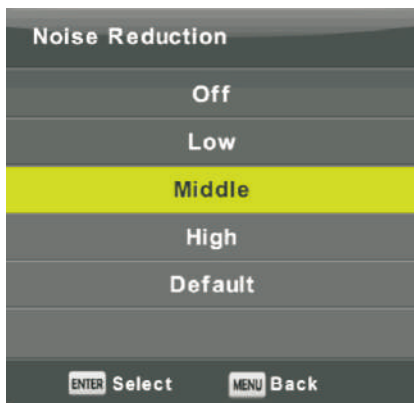 Noise Reduction
Off
Low
Middle
High
Default
ENTER Select MENU Back